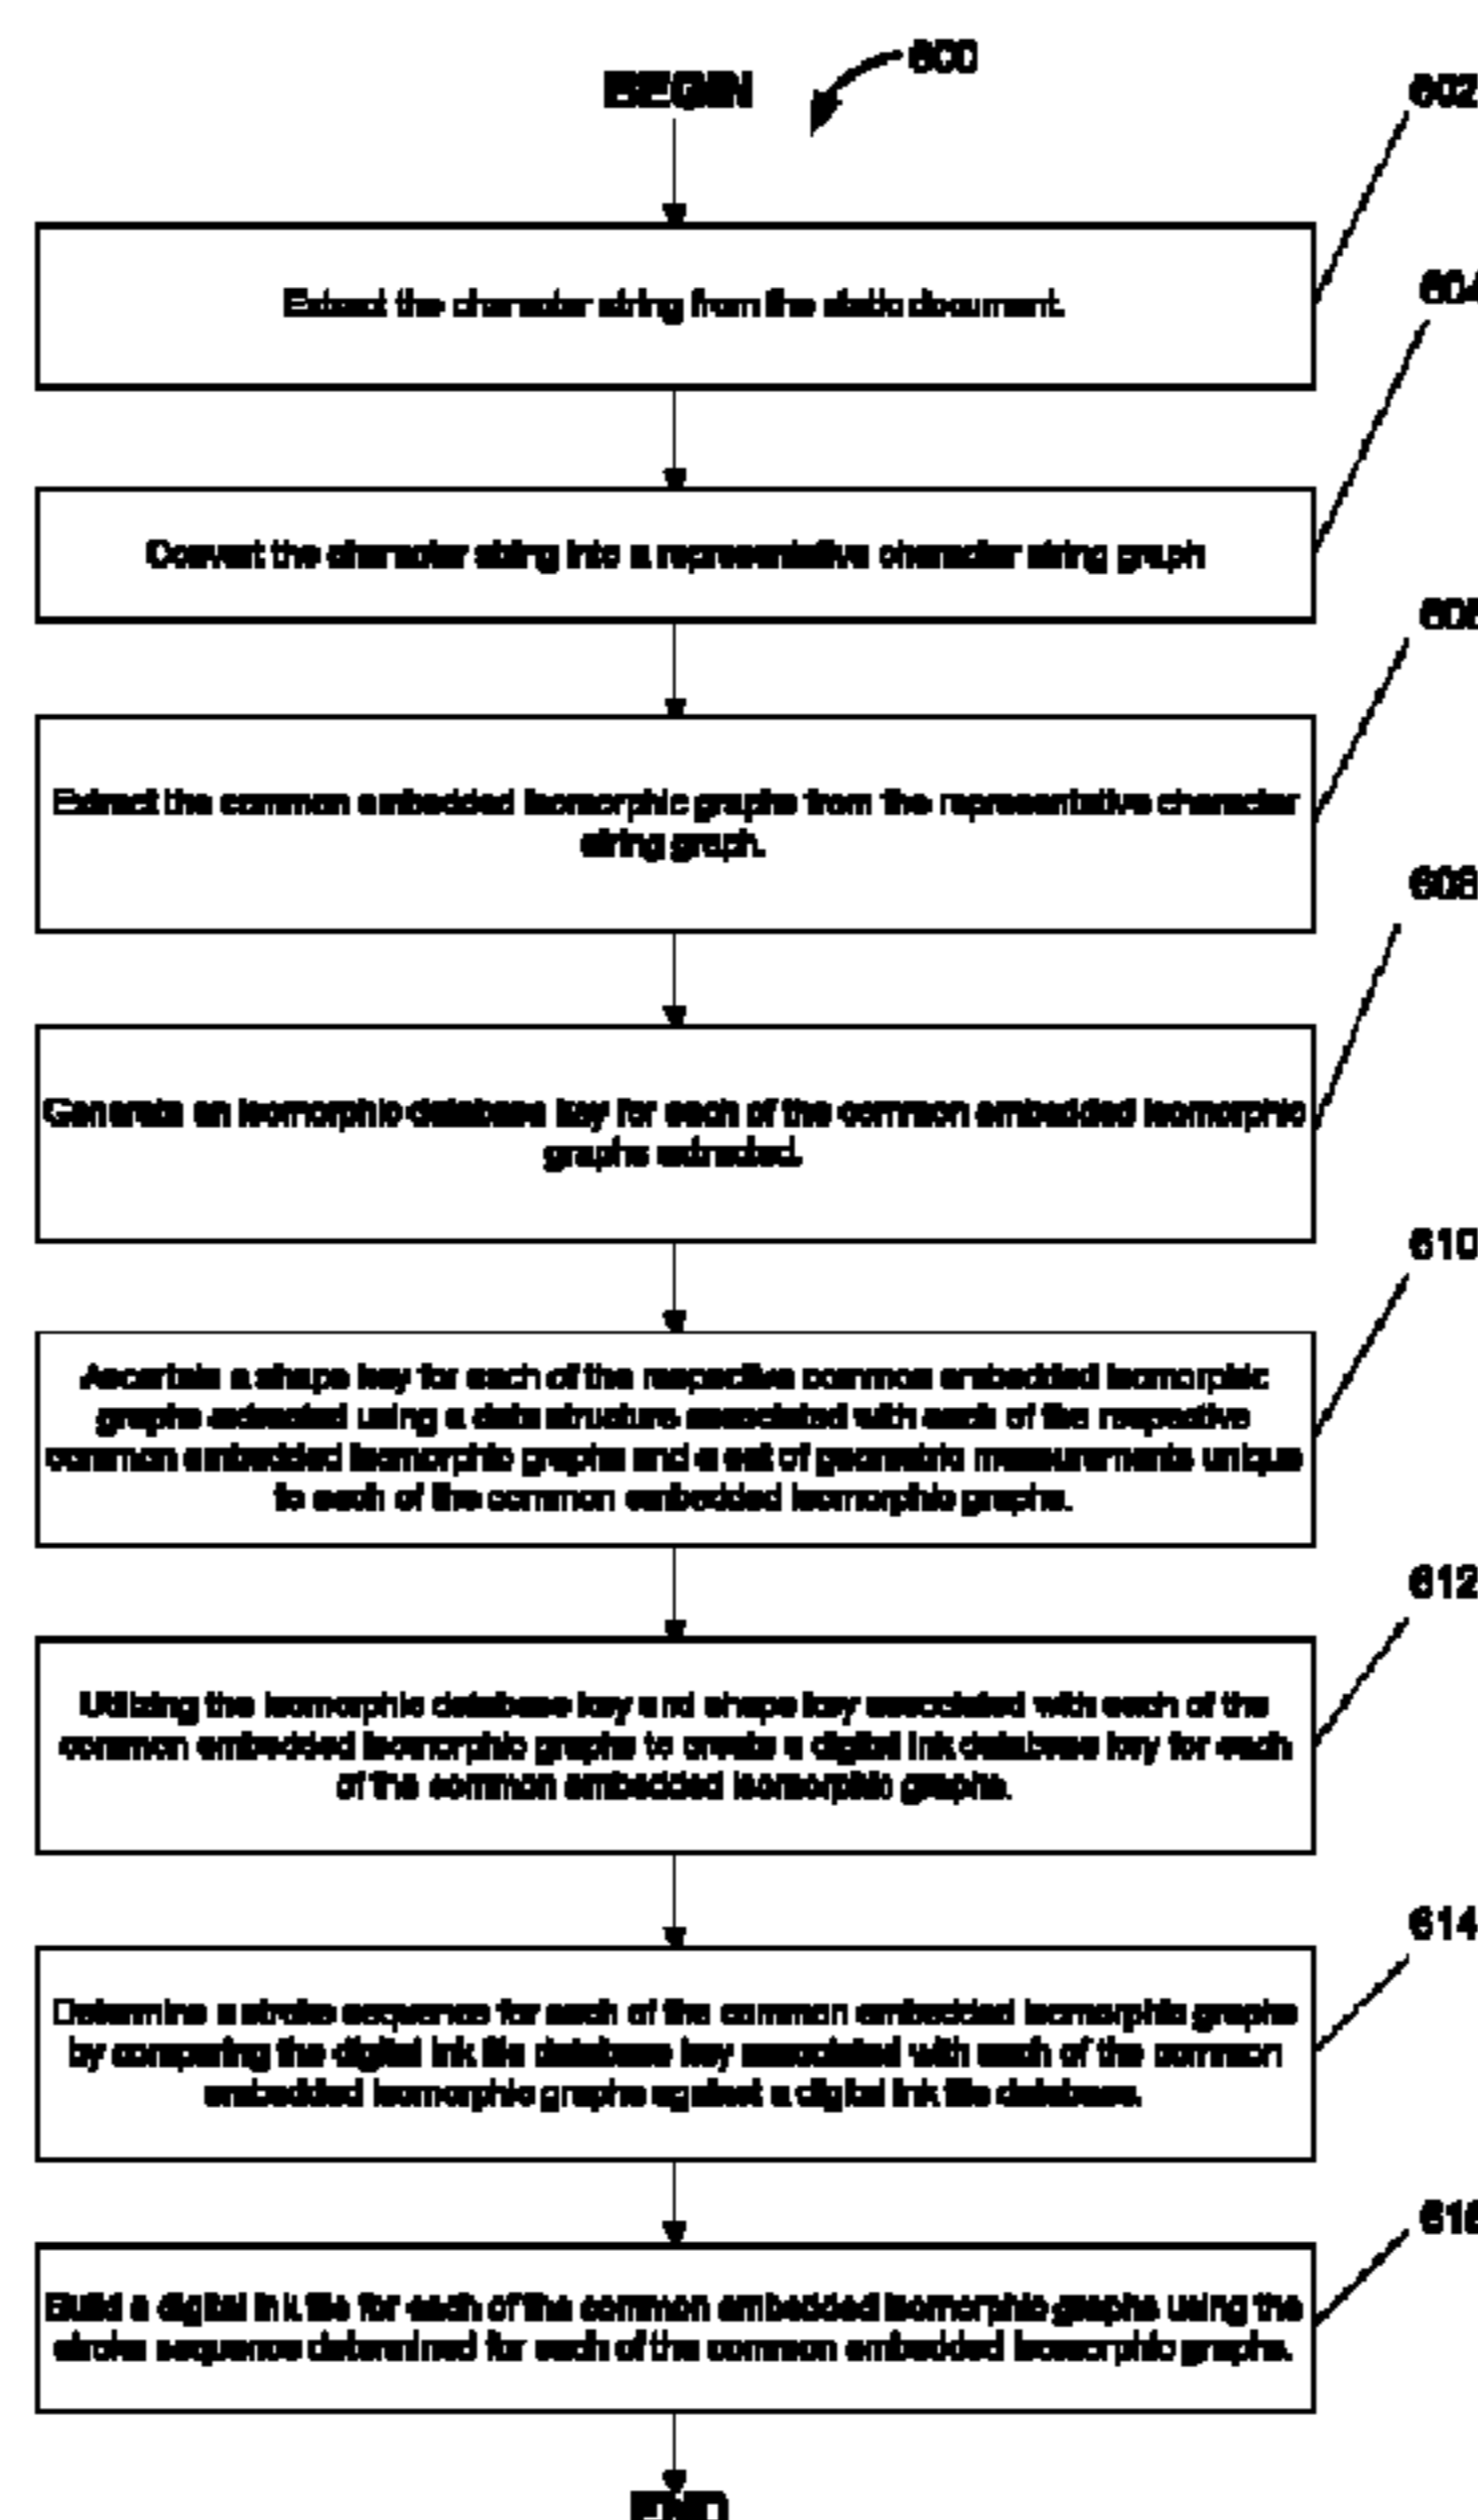 BEGIN
600
602
Extract the character string from the static document.
604
Convert the character string into a representative character string graph
606
Extract the common embedded isomorphic graphs from the representative character
string graph.
608
Generate an isomorphic database key for each of the common embedded isomorphic
graphs extracted.
610
Ascertain a shape key for each of the respective common embedded isomorphic
graphs extracted using a data structure associated with each of the respective
common embedded isomorphic graphs and a set of geometric measurements unique
to each of the common embedded isomorphic graphs.
612
Utilizing the isomorphic database key and shape key associated with each of the
common embedded isomorphic graphs to create a digital ink database key for each
of the common embedded isomorphic graphs.
614
Determine a stroke sequence for each of the common embedded isomorphic graphs
by comparing the digital ink file database key associated with each of the common
embedded isomorphic graphs against a digital ink file database.
616
Build a digital ink file for each of the common embedded isomorphic graphs using the
stroke sequence determined for each of the common embedded isomorphic graphs.
END